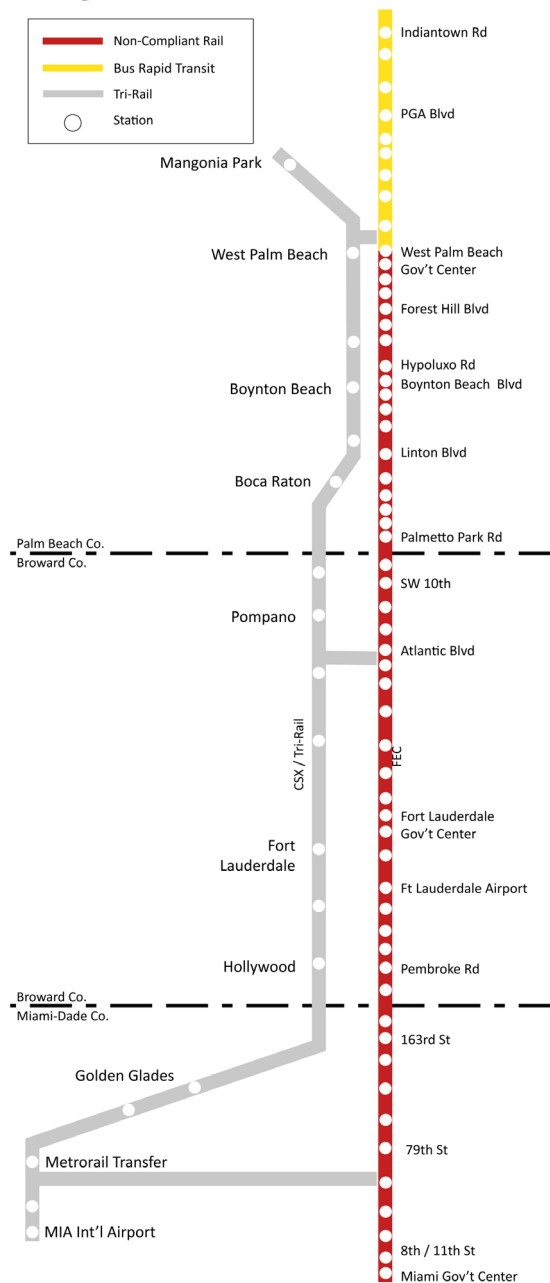 Non-Compliant Rail
Bus Rapid Transit
Tri-Rail
Station
Indiantown Rd
PGA Blvd
Mangonia Park
West Palm Beach
West Palm Beach
Gov't Center
Forest Hill Blvd
Hypoluxo Rd
Boynton Beach
Boynton Beach Blvd
Linton Blvd
Boca Raton
Palmetto Park Rd
Palm Beach Co.
Broward Co.
SW 10th
Pompano
Atlantic Blvd
CSX / Tri-Rail
FEC
Fort Lauderdale
Gov't Center
Fort
Lauderdale
Ft Lauderdale Airport
Hollywood
Pembroke Rd
Broward Co.
Miami-Dade Co.
163rd St
Golden Glades
79th St
Metrorail Transfer
MIA Int'l Airport
8th / 11th St
Miami Gov't Center